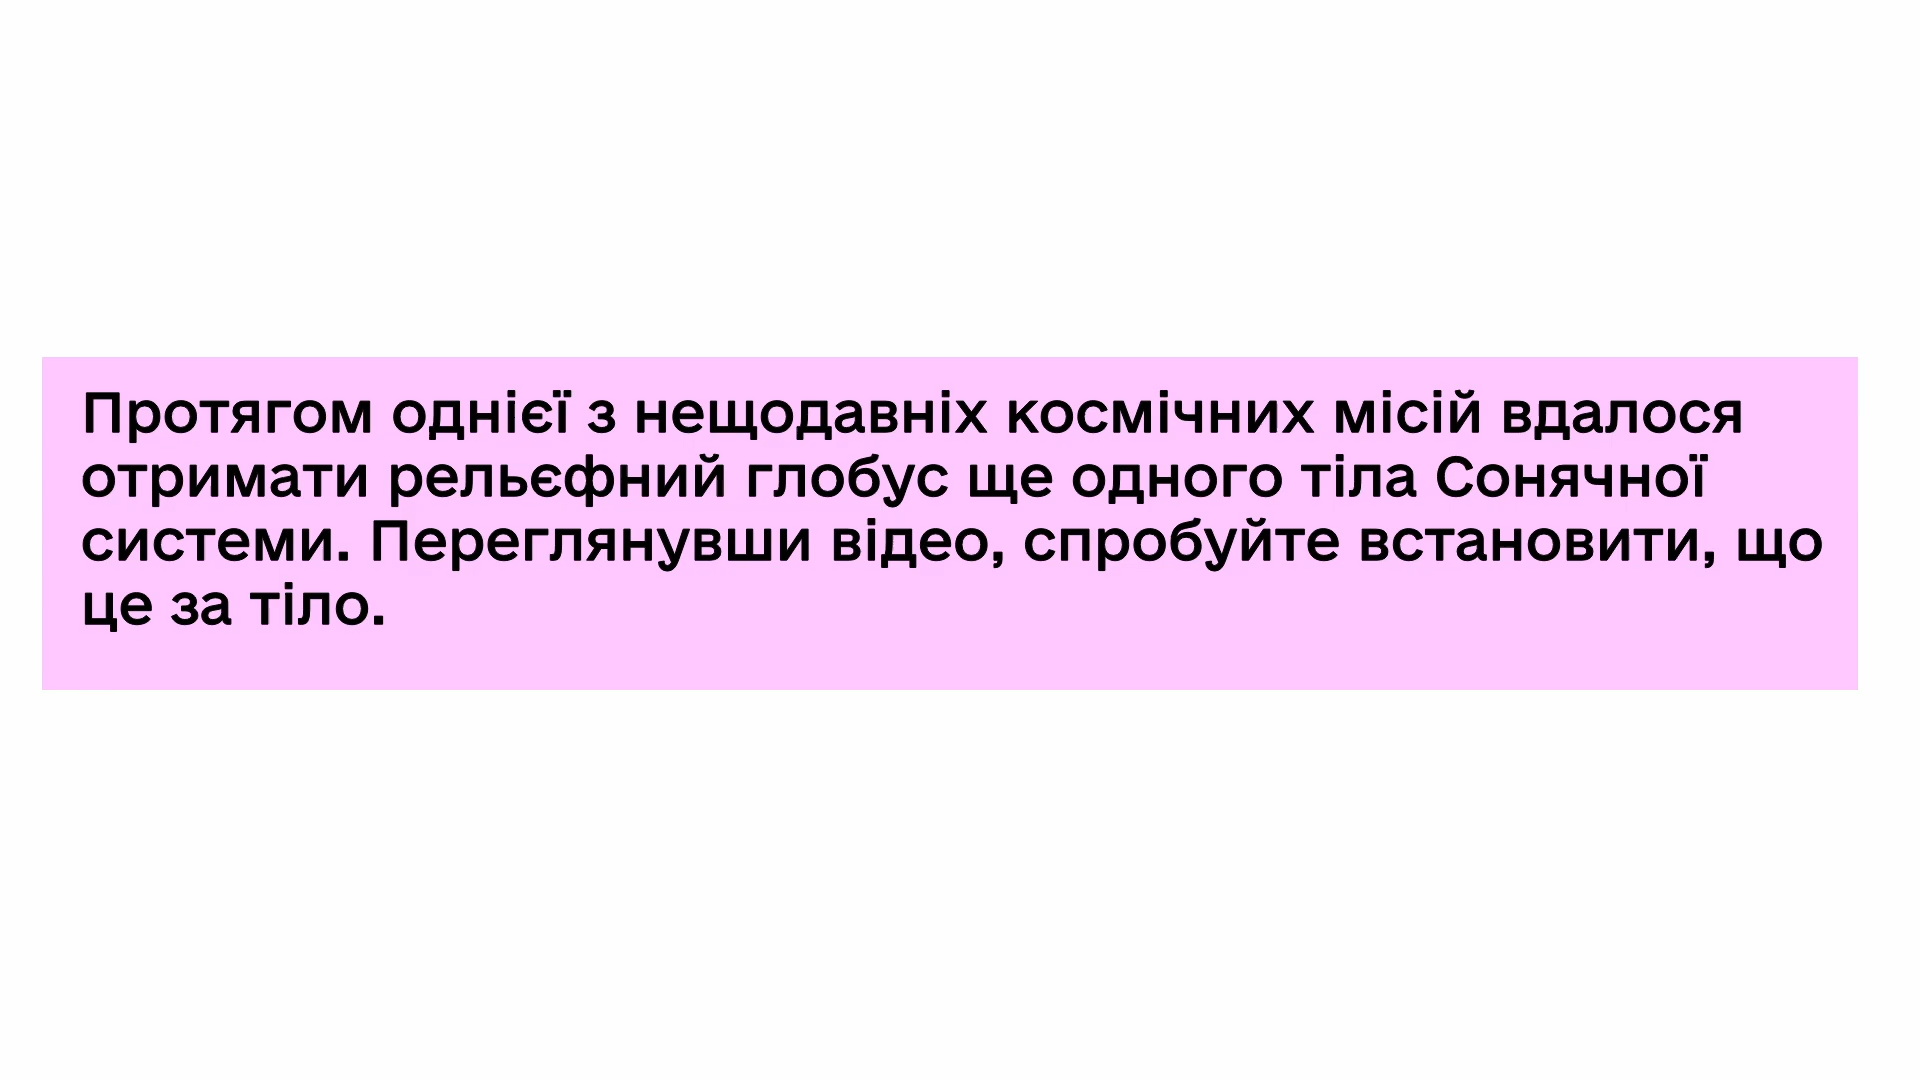 Протягом однієї з нещодавніх космічних місій вдалося
отримати рельєфний глобус ще одного тіла Сонячної
системи. Переглянувши відео, спробуйте встановити, що
це за тіло.